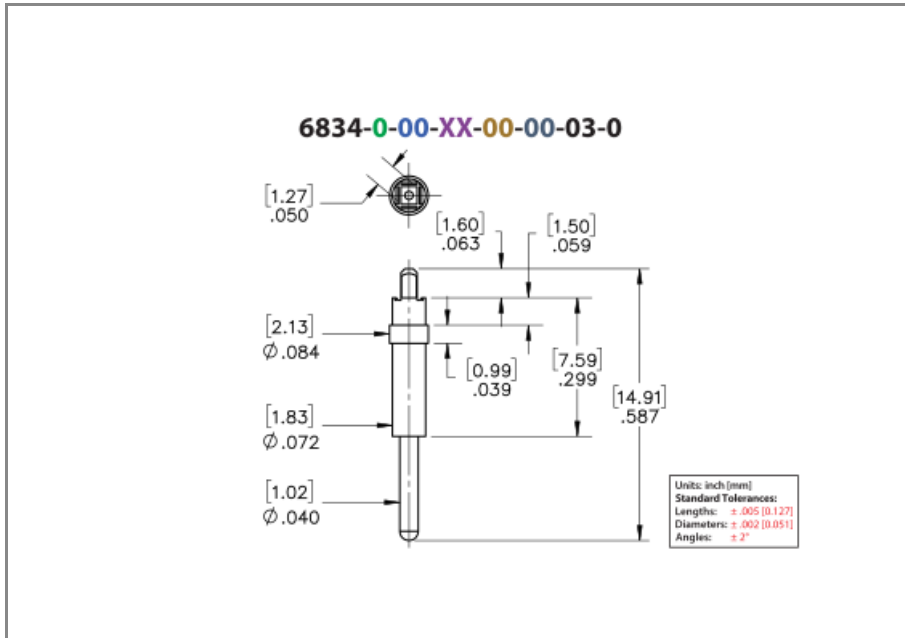 6834-0-00-XX-00-00-03-0
[1.27]
.050
[1.60]
.063
[1.50]
.059
[2.13]
Ø.084
[0.99]
.039
[7.59]
.299
[14.91]
.587
[1.83]
Ø.072
[1.02]
Ø.040
Units: inch [mm]
Standard Tolerances:
Lengths: ± .005 [0.127]
Diameters: ± .002 [0.051]
Angles: ± 2°